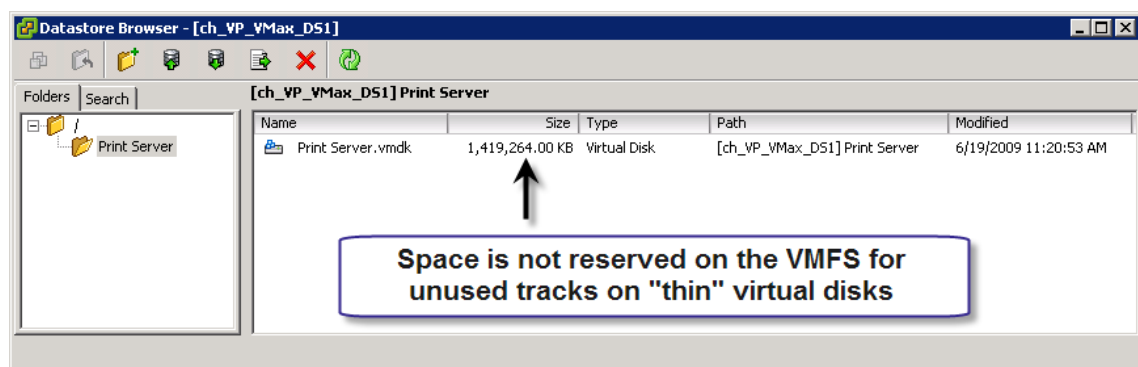 Datastore Browser - [ch_VP_VMax_DS1]
Folders Search
[ch_VP_VMax_DS1] Print Server
/
Print Server
Name Size Type Path Modified
Print Server.vmdk 1,419,264.00 KB Virtual Disk [ch_VP_VMax_DS1] Print Server 6/19/2009 11:20:53 AM
Space is not reserved on the VMFS for
unused tracks on "thin" virtual disks